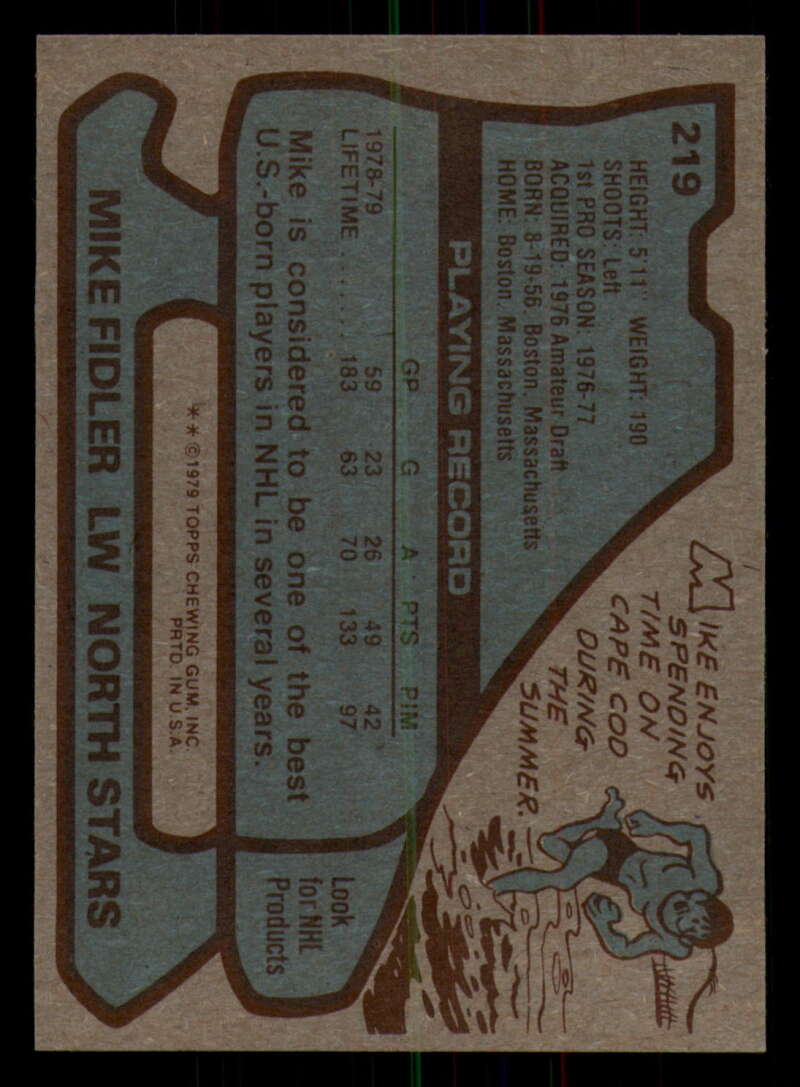 219
HEIGHT: 5'11" WEIGHT: 190
SHOOTS: Left
1st PRO SEASON: 1976-77
ACQUIRED: 1976 Amateur Draft
BORN: 8-19-56, Boston, Massachusetts
HOME: Boston, Massachusetts
MIKE ENJOYS
SPENDING
TIME ON
CAPE COD
DURING
THE
SUMMER.
PLAYING RECORD
GP G A PTS PIM
1978-79 59 23 26 49 42
LIFETIME ....... 183 63 70 133 97
Mike is considered to be one of the best
U.S.-born players in NHL in several years.
Look
for NHL
Products
**©1979 TOPPS CHEWING GUM, INC.
PRTD. IN U.S.A.
MIKE FIDLER LW NORTH STARS